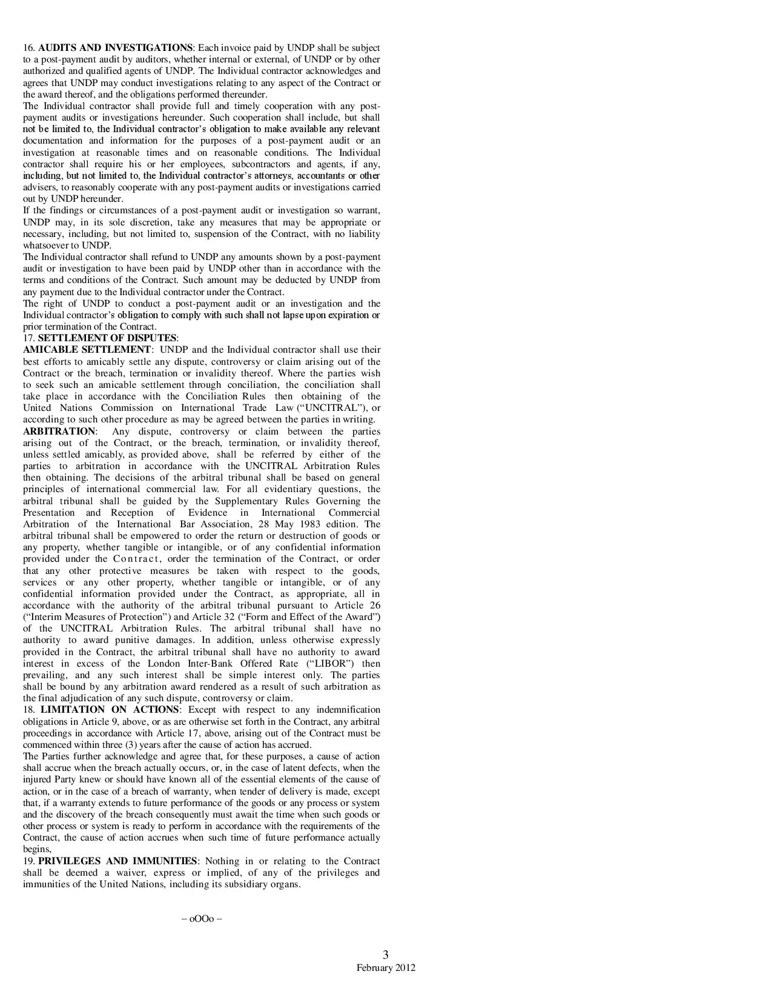 16. AUDITS AND INVESTIGATIONS: Each invoice paid by UNDP shall be subject
to a post-payment audit by auditors, whether internal or external, of UNDP or by other
authorized and qualified agents of UNDP. The Individual contractor acknowledges and
agrees that UNDP may conduct investigations relating to any aspect of the Contract or
the award thereof, and the obligations performed thereunder.
The Individual contractor shall provide full and timely cooperation with any post-
payment audits or investigations hereunder. Such cooperation shall include, but shall
not be limited to, the Individual contractor’s obligation to make available any relevant
documentation and information for the purposes of a post-payment audit or an
investigation at reasonable times and on reasonable conditions. The Individual
contractor shall require his or her employees, subcontractors and agents, if any,
including, but not limited to, the Individual contractor’s attorneys, accountants or other
advisers, to reasonably cooperate with any post-payment audits or investigations carried
out by UNDP hereunder.
If the findings or circumstances of a post-payment audit or investigation so warrant,
UNDP may, in its sole discretion, take any measures that may be appropriate or
necessary, including, but not limited to, suspension of the Contract, with no liability
whatsoever to UNDP.
The Individual contractor shall refund to UNDP any amounts shown by a post-payment
audit or investigation to have been paid by UNDP other than in accordance with the
terms and conditions of the Contract. Such amount may be deducted by UNDP from
any payment due to the Individual contractor under the Contract.
The right of UNDP to conduct a post-payment audit or an investigation and the
Individual contractor’s obligation to comply with such shall not lapse upon expiration or
prior termination of the Contract.
17. SETTLEMENT OF DISPUTES:
AMICABLE SETTLEMENT: UNDP and the Individual contractor shall use their
best efforts to amicably settle any dispute, controversy or claim arising out of the
Contract or the breach, termination or invalidity thereof. Where the parties wish
to seek such an amicable settlement through conciliation, the conciliation shall
take place in accordance with the Conciliation Rules then obtaining of the
United Nations Commission on International Trade Law (“UNCITRAL”), or
according to such other procedure as may be agreed between the parties in writing.
ARBITRATION: Any dispute, controversy or claim between the parties
arising out of the Contract, or the breach, termination, or invalidity thereof,
unless settled amicably, as provided above, shall be referred by either of the
parties to arbitration in accordance with the UNCITRAL Arbitration Rules
then obtaining. The decisions of the arbitral tribunal shall be based on general
principles of international commercial law. For all evidentiary questions, the
arbitral tribunal shall be guided by the Supplementary Rules Governing the
Presentation and Reception of Evidence in International Commercial
Arbitration of the International Bar Association, 28 May 1983 edition. The
arbitral tribunal shall be empowered to order the return or destruction of goods or
any property, whether tangible or intangible, or of any confidential information
provided under the Contract, order the termination of the Contract, or order
that any other protective measures be taken with respect to the goods,
services or any other property, whether tangible or intangible, or of any
confidential information provided under the Contract, as appropriate, all in
accordance with the authority of the arbitral tribunal pursuant to Article 26
(“Interim Measures of Protection”) and Article 32 (“Form and Effect of the Award”)
of the UNCITRAL Arbitration Rules. The arbitral tribunal shall have no
authority to award punitive damages. In addition, unless otherwise expressly
provided in the Contract, the arbitral tribunal shall have no authority to award
interest in excess of the London Inter-Bank Offered Rate (“LIBOR”) then
prevailing, and any such interest shall be simple interest only. The parties
shall be bound by any arbitration award rendered as a result of such arbitration as
the final adjudication of any such dispute, controversy or claim.
18. LIMITATION ON ACTIONS: Except with respect to any indemnification
obligations in Article 9, above, or as are otherwise set forth in the Contract, any arbitral
proceedings in accordance with Article 17, above, arising out of the Contract must be
commenced within three (3) years after the cause of action has accrued.
The Parties further acknowledge and agree that, for these purposes, a cause of action
shall accrue when the breach actually occurs, or, in the case of latent defects, when the
injured Party knew or should have known all of the essential elements of the cause of
action, or in the case of a breach of warranty, when tender of delivery is made, except
that, if a warranty extends to future performance of the goods or any process or system
and the discovery of the breach consequently must await the time when such goods or
other process or system is ready to perform in accordance with the requirements of the
Contract, the cause of action accrues when such time of future performance actually
begins,
19. PRIVILEGES AND IMMUNITIES: Nothing in or relating to the Contract
shall be deemed a waiver, express or implied, of any of the privileges and
immunities of the United Nations, including its subsidiary organs.
– oOOo –
3
February 2012